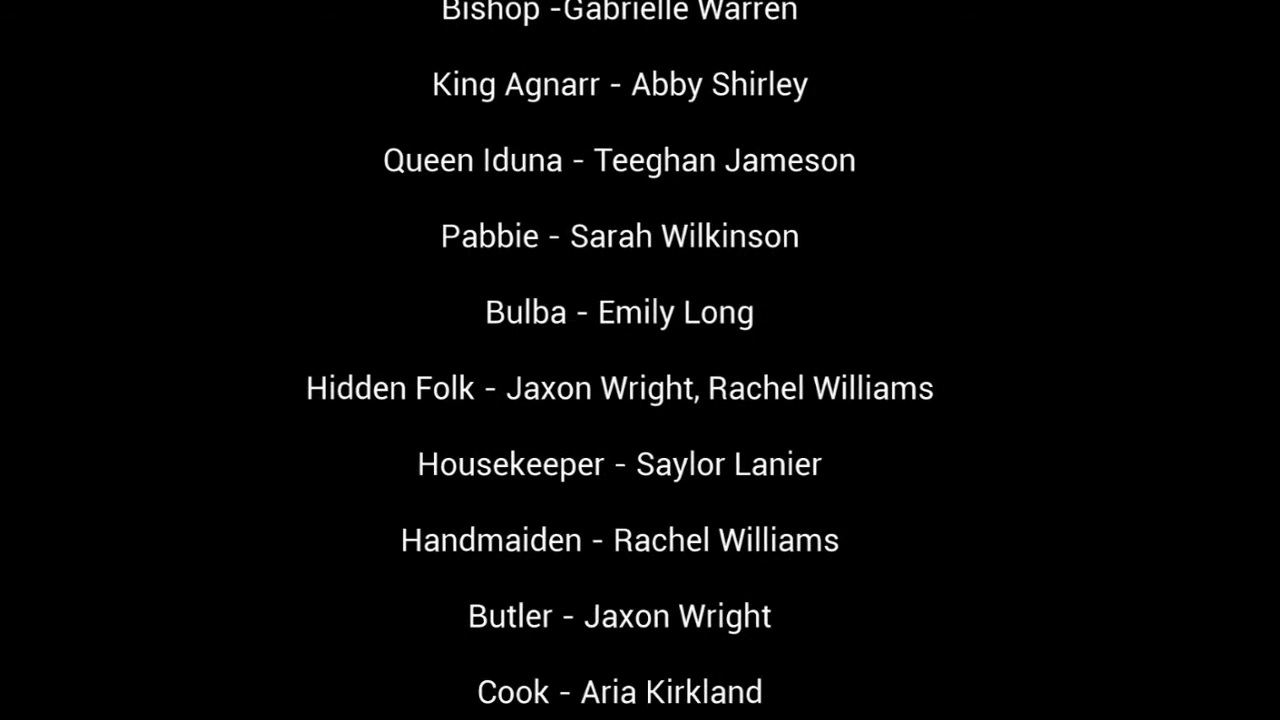 Bishop -Gabrielle Warren
King Agnarr - Abby Shirley
Queen Iduna - Teeghan Jameson
Pabbie - Sarah Wilkinson
Bulba - Emily Long
Hidden Folk - Jaxon Wright, Rachel Williams
Housekeeper - Saylor Lanier
Handmaiden - Rachel Williams
Butler - Jaxon Wright
Cook - Aria Kirkland